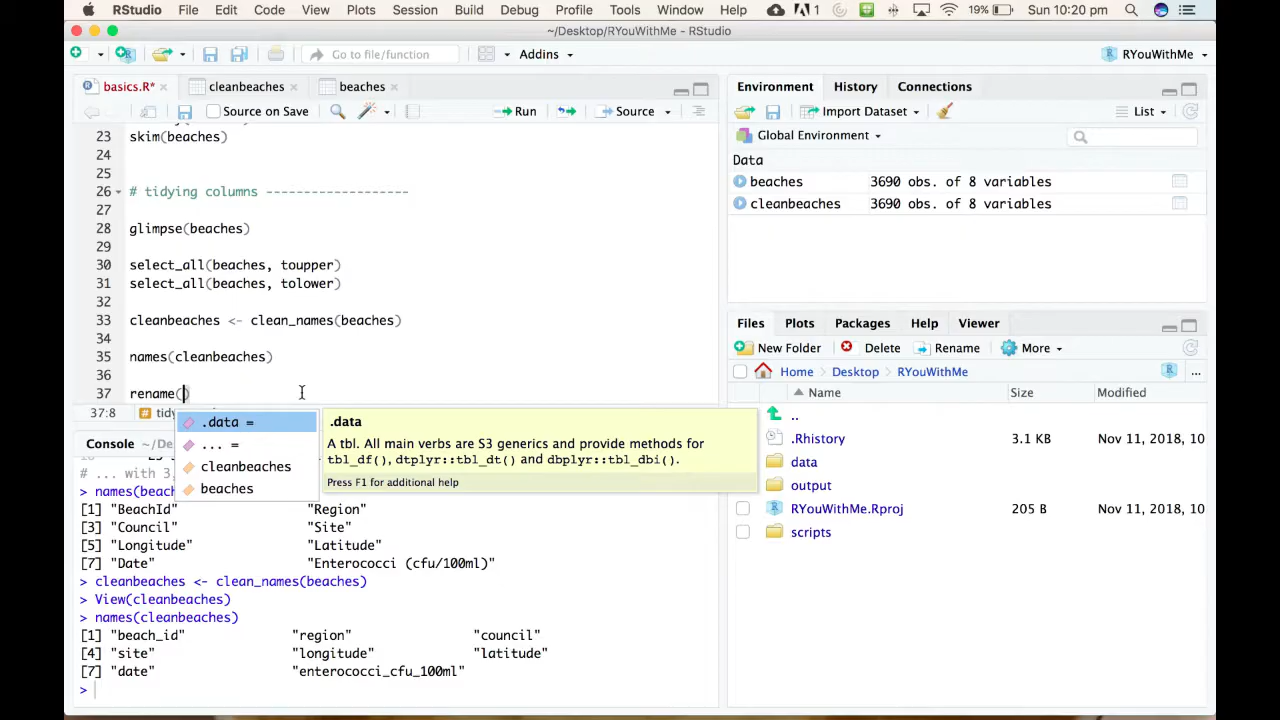 RStudio File Edit Code View Plots Session Build Debug Profile Tools Window Help 1 19% Sun 10:20 pm
~/Desktop/RYouWithMe - RStudio
Go to file/function Addins RYouWithMe
basics.R* cleanbeaches beaches
Source on Save Run Source
23 skim(beaches)
24
25
26 # tidying columns -------------------
27
28 glimpse(beaches)
29
30 select_all(beaches, toupper)
31 select_all(beaches, tolower)
32
33 cleanbeaches <- clean_names(beaches)
34
35 names(cleanbeaches)
36
37 rename()
37:8
.data =
... =
cleanbeaches
beaches
.data
A tbl. All main verbs are S3 generics and provide methods for
tbl_df(), dtplyr::tbl_dt() and dbplyr::tbl_dbi().
Press F1 for additional help
Console
# ... with 3,
> names(beach
[1] "BeachId" "Region"
[3] "Council" "Site"
[5] "Longitude" "Latitude"
[7] "Date" "Enterococci (cfu/100ml)"
> cleanbeaches <- clean_names(beaches)
> View(cleanbeaches)
> names(cleanbeaches)
[1] "beach_id" "region" "council"
[4] "site" "longitude" "latitude"
[7] "date" "enterococci_cfu_100ml"
>
Environment History Connections
Import Dataset List
Global Environment
Data
beaches 3690 obs. of 8 variables
cleanbeaches 3690 obs. of 8 variables
Files Plots Packages Help Viewer
New Folder Delete Rename More
Home Desktop RYouWithMe ...
Name Size Modified
..
.Rhistory 3.1 KB Nov 11, 2018, 10
data
output
RYouWithMe.Rproj 205 B Nov 11, 2018, 10
scripts